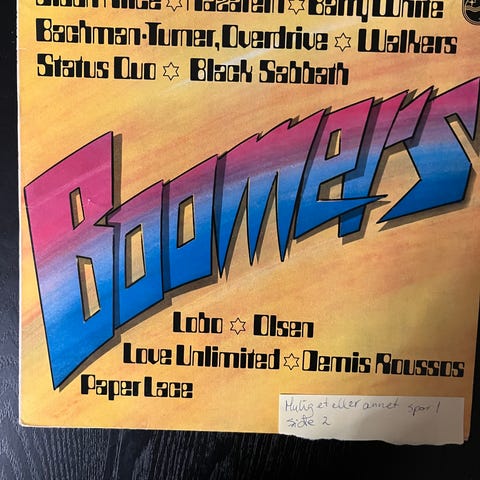 Nazareth ☆ Barry White
Bachman-Turner, Overdrive ☆ Walkers
Status Quo ☆ Black Sabbath
Boomers
Lobo ☆ Olsen
Love Unlimited ☆ Demis Roussos
Paper Lace
Mulig et eller annet spor 1
side 2